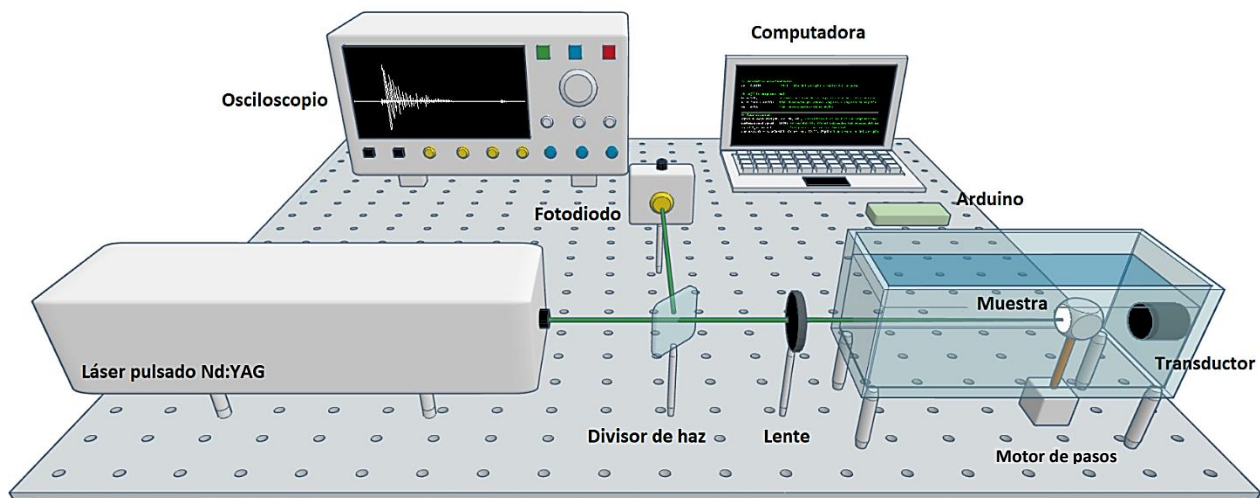 Computadora
Osciloscopio
Arduino
Fotodiodo
Muestra
Transductor
Láser pulsado Nd:YAG
Divisor de haz
Lente
Motor de pasos